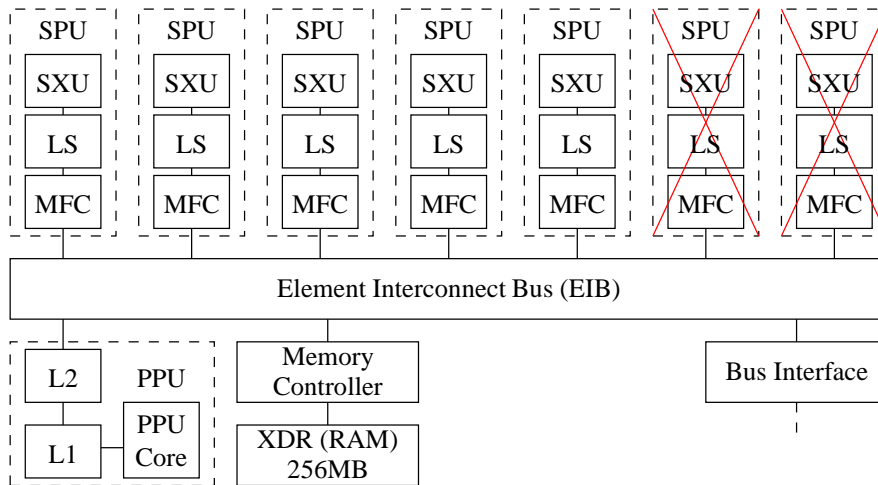 SPU SPU SPU SPU SPU SPU SPU
SXU SXU SXU SXU SXU SXU SXU
LS LS LS LS LS LS LS
MFC MFC MFC MFC MFC MFC MFC
Element Interconnect Bus (EIB)
L2
PPU
PPU
Core
L1
Memory
Controller
XDR (RAM)
256MB
Bus Interface